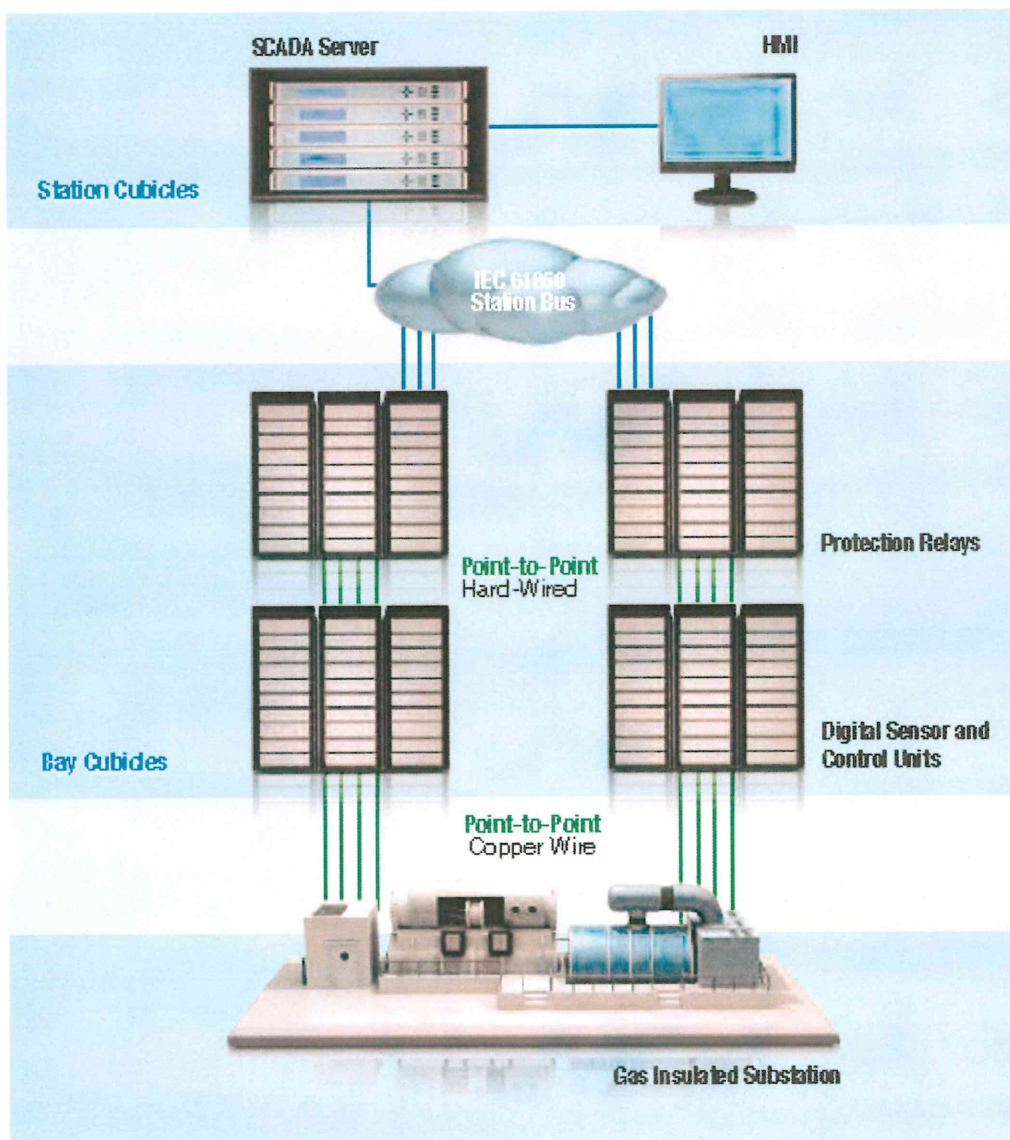 SCADA Server
HMI
Station Cubicles
IEC 61850
Station Bus
Protection Relays
Point-to-Point
Hard-Wired
Digital Sensor and
Control Units
Bay Cubicles
Point-to-Point
Copper Wire
Gas Insulated Substation